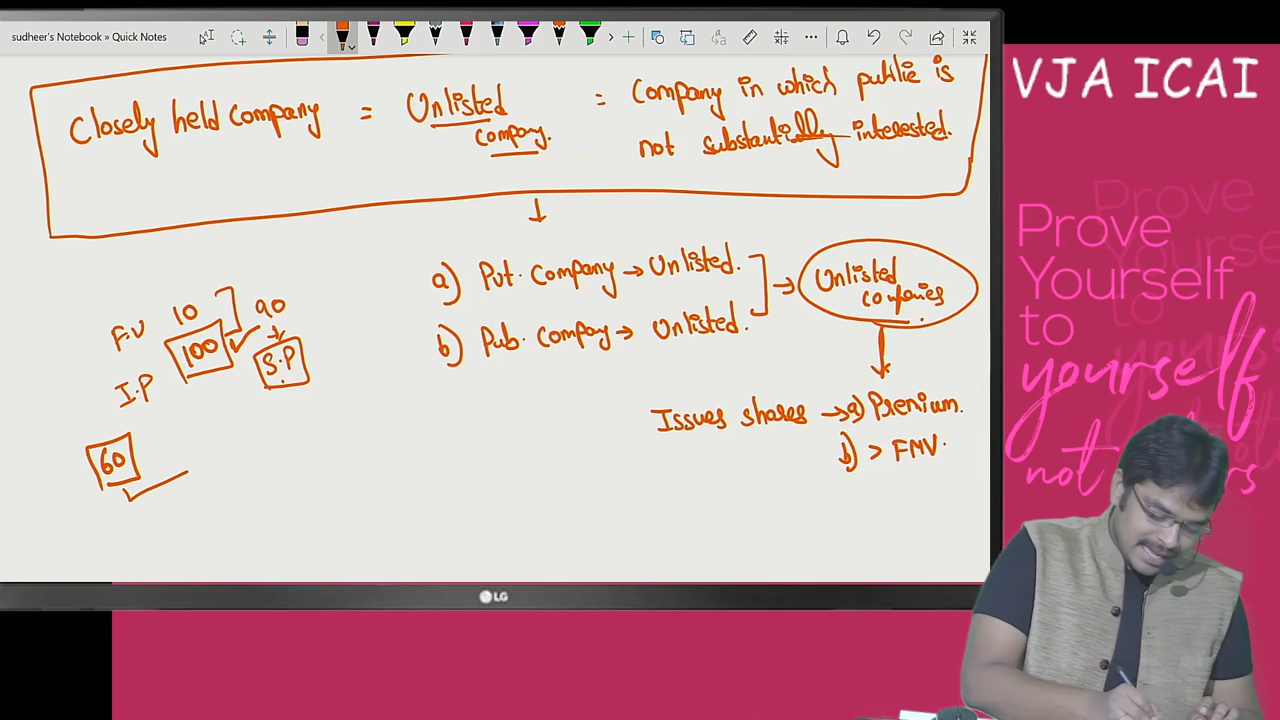 sudheer's Notebook » Quick Notes
VJA ICAI
Closely held company = Unlisted company. = Company in which public is
not substantially interested.
a) Pvt. Company → Unlisted.
b) Pub. Company → Unlisted.
Unlisted
companies
F.V 10 90
I.P 100 S.P
60
Issues shares → a) Premium.
b) > FMV.
Prove
Yourself
to
yourself
not